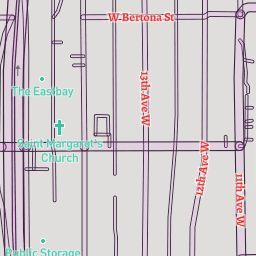 W Bertona St
The Eastbay
13th Ave W
Saint Margaret's
Church
12th Ave W
11th Ave W
Public Storage